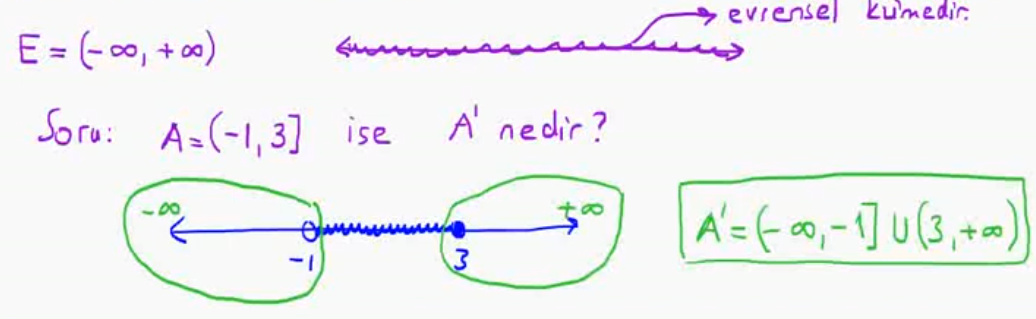 evrensel kümedir.
E = (-∞, +∞)
Soru: A = (-1, 3] ise A' nedir?
-∞ +∞
-1 3
A' = (-∞, -1] ∪ (3, +∞)